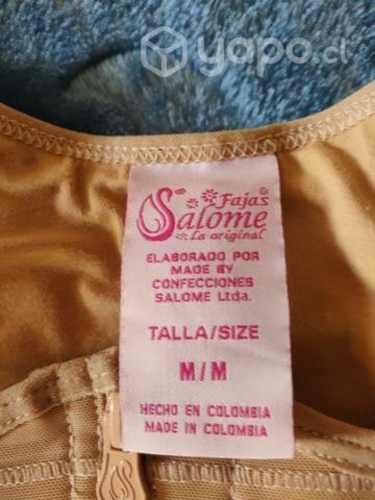 yapo.cl
Fajas
Salome
La original
ELABORADO POR
MADE BY
CONFECCIONES
SALOME Ltda.
TALLA/SIZE
M/M
HECHO EN COLOMBIA
MADE IN COLOMBIA